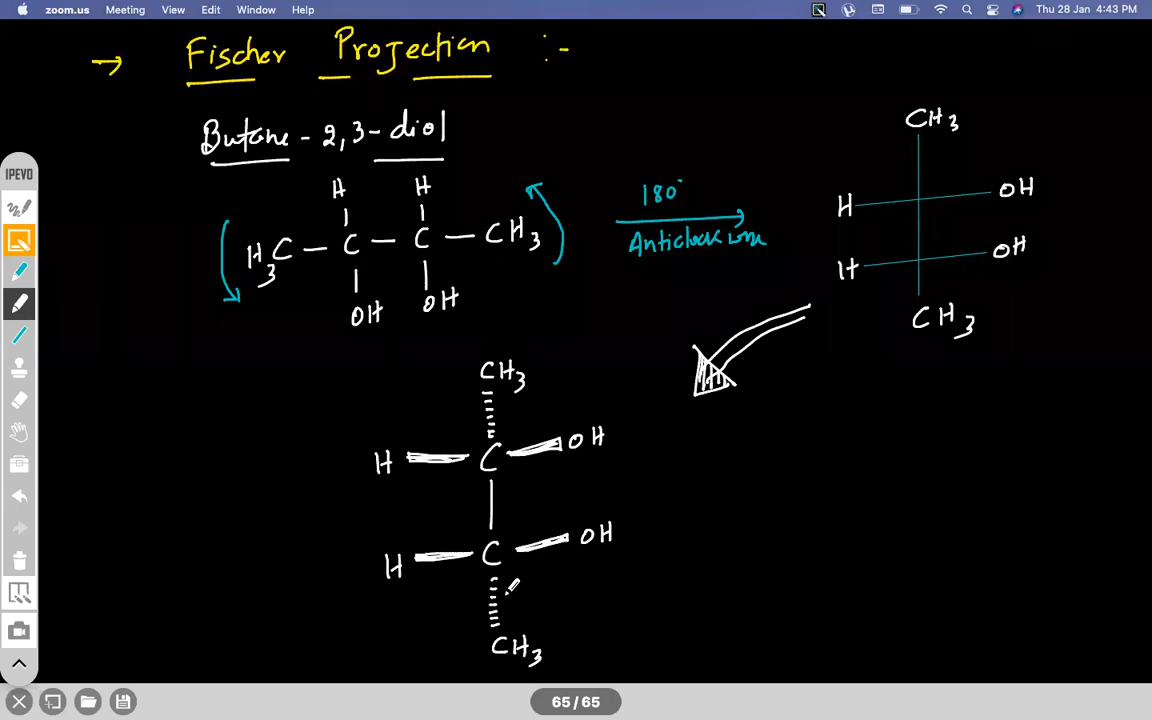 zoom.us Meeting View Edit Window Help Thu 28 Jan 4:43 PM
→ Fischer Projection :-
Butane - 2,3 - diol
H H
H3C — C — C — CH3
OH OH
180°
Anticlockwise
CH3
H OH
H OH
CH3
CH3
H C OH
H C OH
CH3
IPEVO
65/65